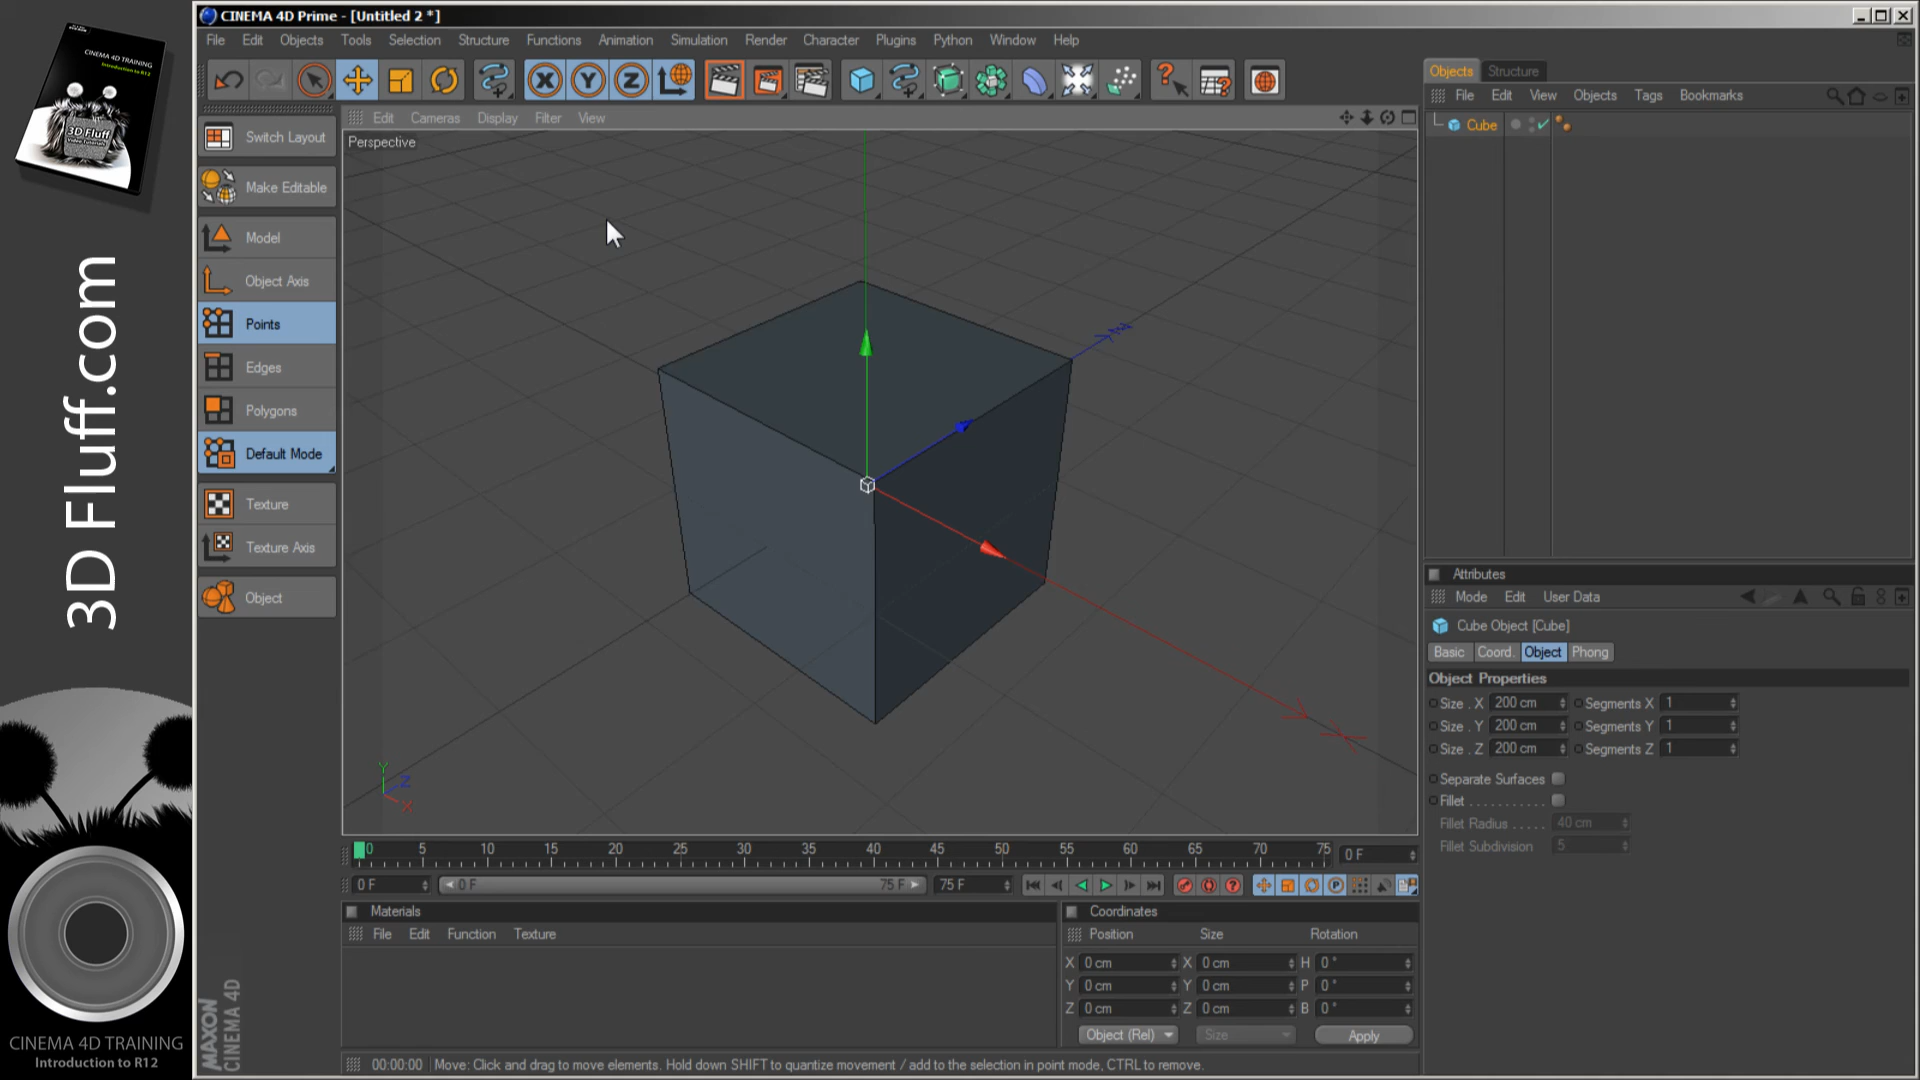 CINEMA 4D TRAINING
Introduction to R12
3D Fluff
Video Tutorials
3D Fluff.com
CINEMA 4D TRAINING
Introduction to R12
CINEMA 4D Prime - [Untitled 2 *]
File Edit Objects Tools Selection Structure Functions Animation Simulation Render Character Plugins Python Window Help
X Y Z
Switch Layout
Make Editable
Model
Object Axis
Points
Edges
Polygons
Default Mode
Texture
Texture Axis
Object
MAXON
CINEMA 4D
Edit Cameras Display Filter View
Perspective
Y
Z
X
0 5 10 15 20 25 30 35 40 45 50 55 60 65 70 75
0 F
0 F
0 F
75 F
75 F
Materials
File Edit Function Texture
Coordinates
Position Size Rotation
X 0 cm X 0 cm H 0 °
Y 0 cm Y 0 cm P 0 °
Z 0 cm Z 0 cm B 0 °
Object (Rel) Size Apply
00:00:00 Move: Click and drag to move elements. Hold down SHIFT to quantize movement / add to the selection in point mode, CTRL to remove.
Objects Structure
File Edit View Objects Tags Bookmarks
Cube
Attributes
Mode Edit User Data
Cube Object [Cube]
Basic Coord. Object Phong
Object Properties
Size . X 200 cm Segments X 1
Size . Y 200 cm Segments Y 1
Size . Z 200 cm Segments Z 1
Separate Surfaces
Fillet . . . . . . . . . . .
Fillet Radius . . . . . 40 cm
Fillet Subdivision 5